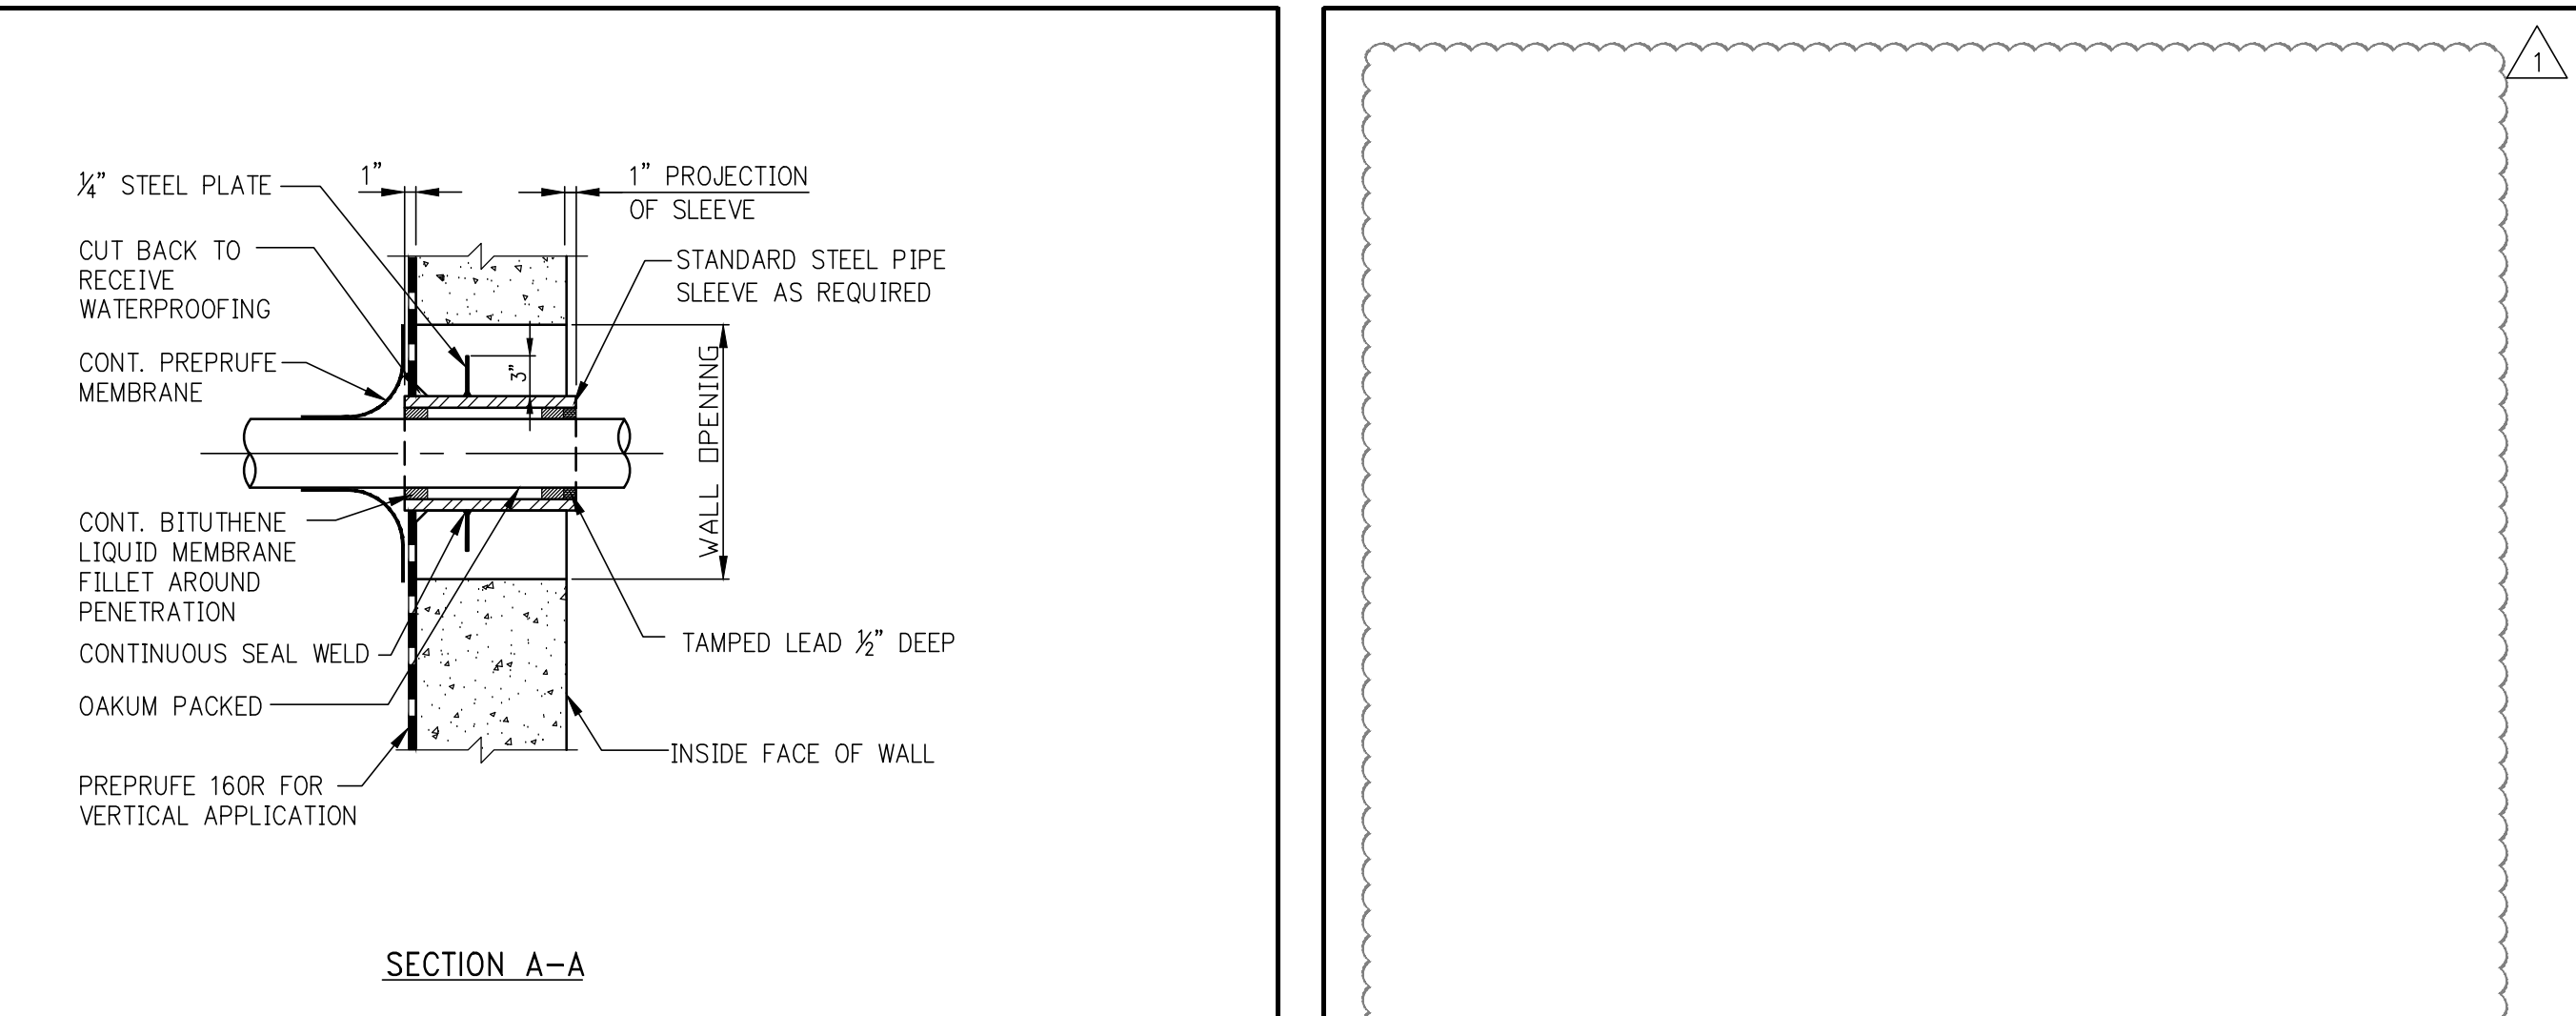 ¼” STEEL PLATE
1”
1” PROJECTION
OF SLEEVE
CUT BACK TO
RECEIVE
WATERPROOFING
STANDARD STEEL PIPE
SLEEVE AS REQUIRED
CONT. PREPRUFE
MEMBRANE
3"
WALL OPENING
CONT. BITUTHENE
LIQUID MEMBRANE
FILLET AROUND
PENETRATION
CONTINUOUS SEAL WELD
TAMPED LEAD ½” DEEP
OAKUM PACKED
INSIDE FACE OF WALL
PREPRUFE 160R FOR
VERTICAL APPLICATION
SECTION A-A
1